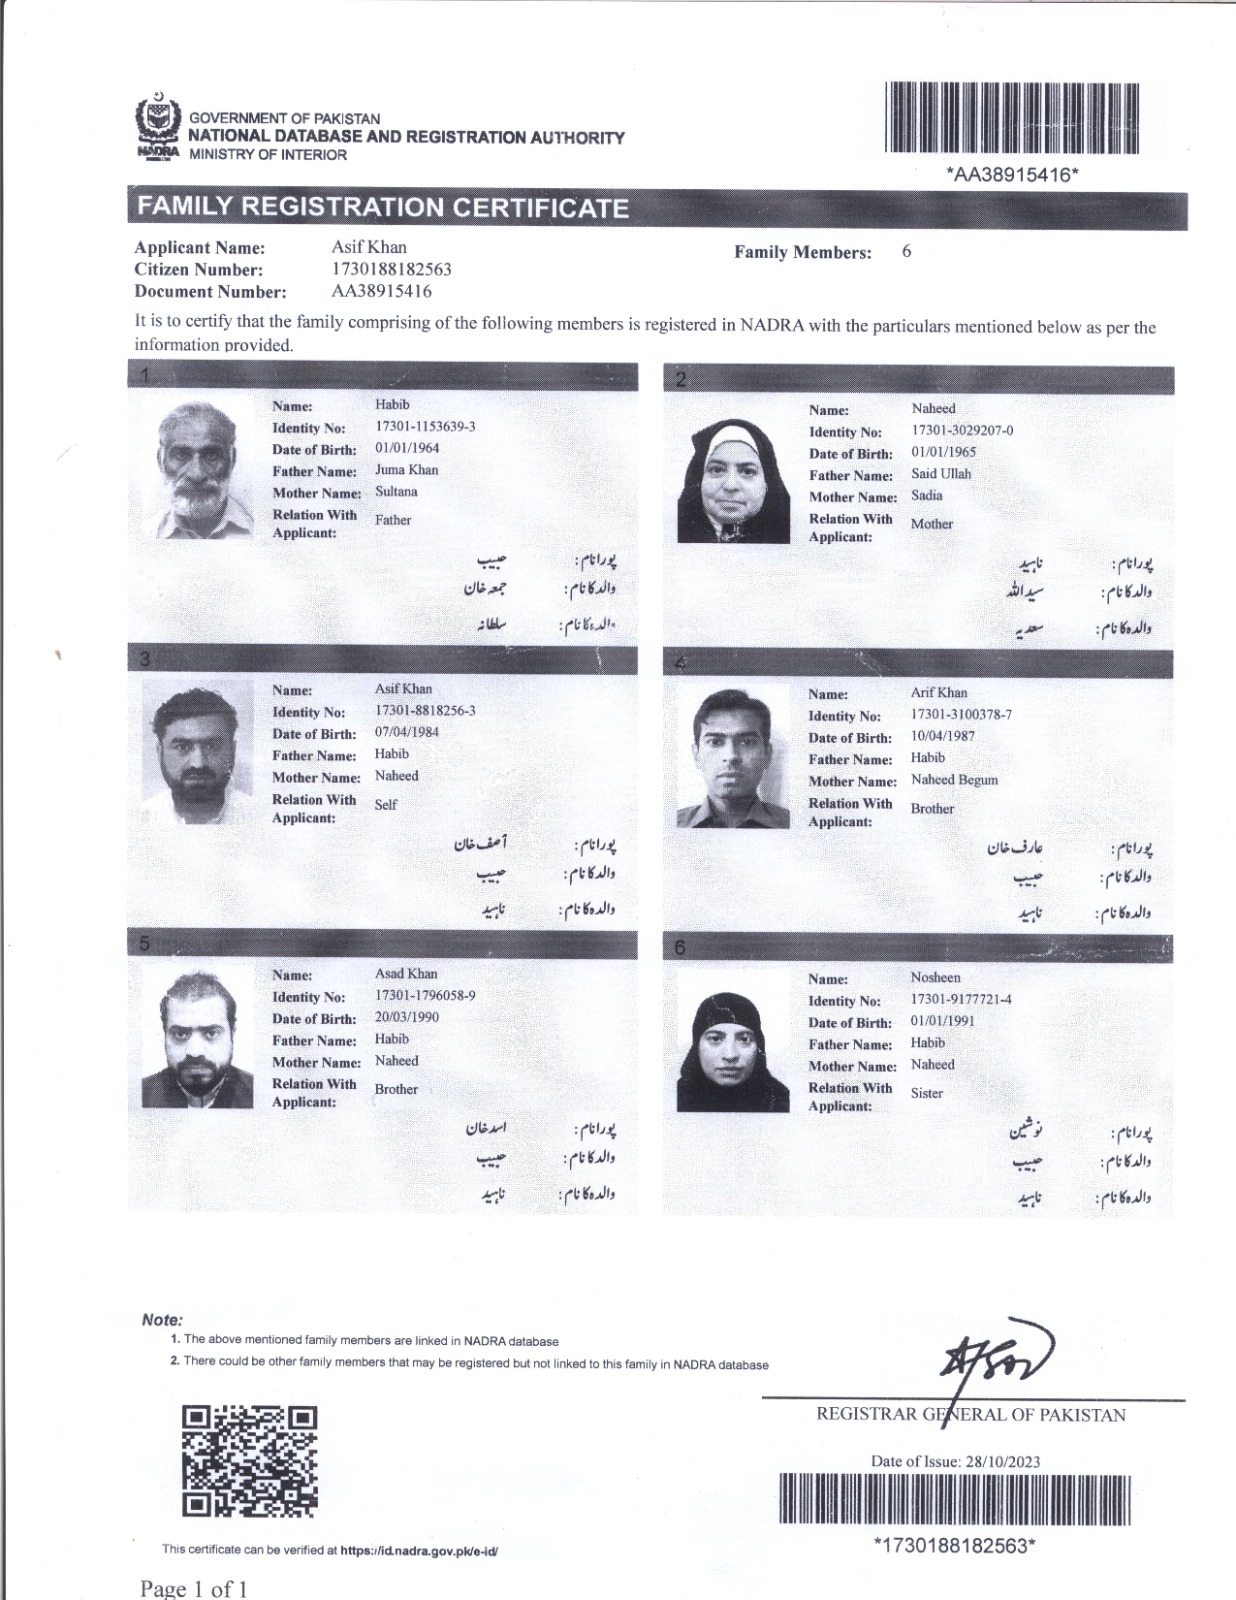 GOVERNMENT OF PAKISTAN
NATIONAL DATABASE AND REGISTRATION AUTHORITY
NADRA MINISTRY OF INTERIOR
*AA38915416*
FAMILY REGISTRATION CERTIFICATE
Applicant Name: Asif Khan
Family Members: 6
Citizen Number: 1730188182563
Document Number: AA38915416
It is to certify that the family comprising of the following members is registered in NADRA with the particulars mentioned below as per the
information provided.
1
Name: Habib
Identity No: 17301-1153639-3
Date of Birth: 01/01/1964
Father Name: Juma Khan
Mother Name: Sultana
Relation With
Applicant: Father
پورا نام: حبیب
والد کا نام: جمعہ خان
والدہ کا نام: سلطانہ
2
Name: Naheed
Identity No: 17301-3029207-0
Date of Birth: 01/01/1965
Father Name: Said Ullah
Mother Name: Sadia
Relation With
Applicant: Mother
پورا نام: ناہید
والد کا نام: سید اللہ
والدہ کا نام: سعدیہ
3
Name: Asif Khan
Identity No: 17301-8818256-3
Date of Birth: 07/04/1984
Father Name: Habib
Mother Name: Naheed
Relation With
Applicant: Self
پورا نام: آصف خان
والد کا نام: حبیب
والدہ کا نام: ناہید
4
Name: Arif Khan
Identity No: 17301-3100378-7
Date of Birth: 10/04/1987
Father Name: Habib
Mother Name: Naheed Begum
Relation With
Applicant: Brother
پورا نام: عارف خان
والد کا نام: حبیب
والدہ کا نام: ناہید
5
Name: Asad Khan
Identity No: 17301-1796058-9
Date of Birth: 20/03/1990
Father Name: Habib
Mother Name: Naheed
Relation With
Applicant: Brother
پورا نام: اسد خان
والد کا نام: حبیب
والدہ کا نام: ناہید
6
Name: Nosheen
Identity No: 17301-9177721-4
Date of Birth: 01/01/1991
Father Name: Habib
Mother Name: Naheed
Relation With
Applicant: Sister
پورا نام: نوشین
والد کا نام: حبیب
والدہ کا نام: ناہید
Note:
1. The above mentioned family members are linked in NADRA database
2. There could be other family members that may be registered but not linked to this family in NADRA database
REGISTRAR GENERAL OF PAKISTAN
Date of Issue: 28/10/2023
*1730188182563*
This certificate can be verified at https://id.nadra.gov.pk/e-id/
Page 1 of 1